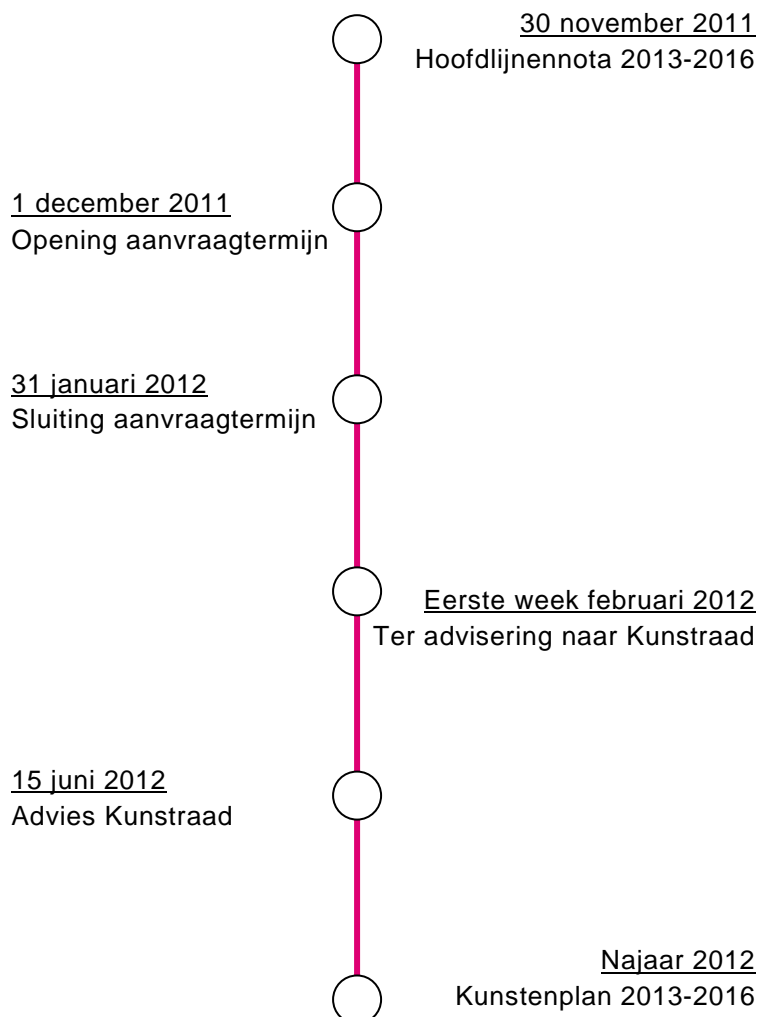 30 november 2011
Hoofdlijnennota 2013-2016
1 december 2011
Opening aanvraagtermijn
31 januari 2012
Sluiting aanvraagtermijn
Eerste week februari 2012
Ter advisering naar Kunstraad
15 juni 2012
Advies Kunstraad
Najaar 2012
Kunstenplan 2013-2016